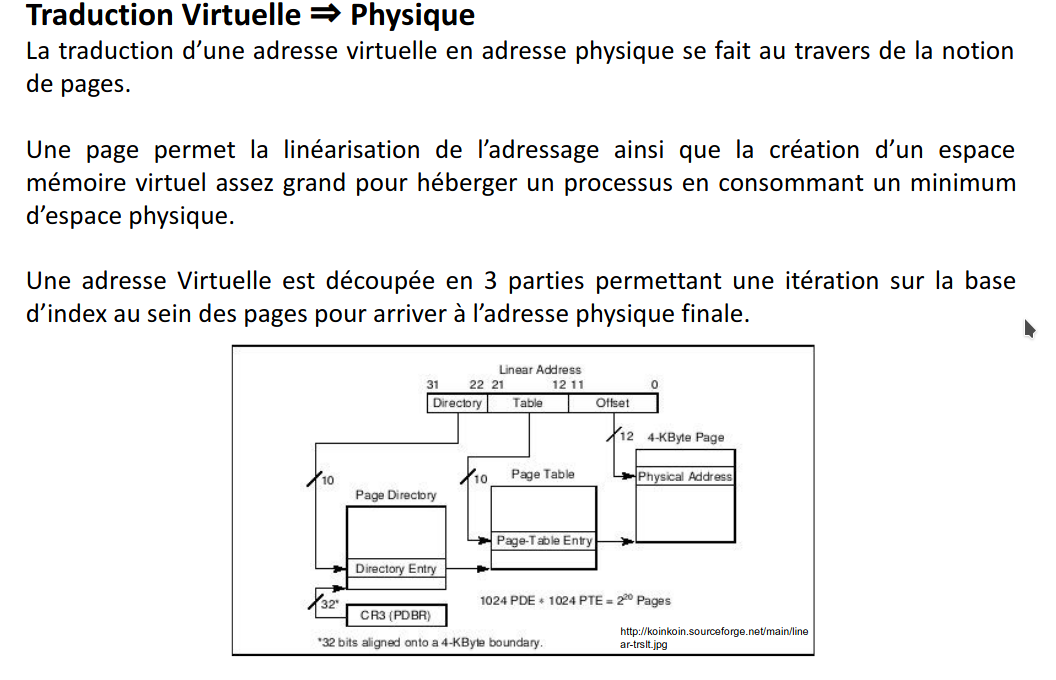 Traduction Virtuelle ⇒ Physique
La traduction d’une adresse virtuelle en adresse physique se fait au travers de la notion
de pages.
Une page permet la linéarisation de l’adressage ainsi que la création d’un espace
mémoire virtuel assez grand pour héberger un processus en consommant un minimum
d’espace physique.
Une adresse Virtuelle est découpée en 3 parties permettant une itération sur la base
d’index au sein des pages pour arriver à l’adresse physique finale.
Linear Address
31 22 21 12 11 0
Directory Table Offset
12 4-KByte Page
10 10 Page Table Physical Address
Page Directory
Page-Table Entry
Directory Entry
32*
1024 PDE * 1024 PTE = 2²⁰ Pages
CR3 (PDBR)
*32 bits aligned onto a 4-KByte boundary.
http://koinkoin.sourceforge.net/main/line
ar-trslt.jpg